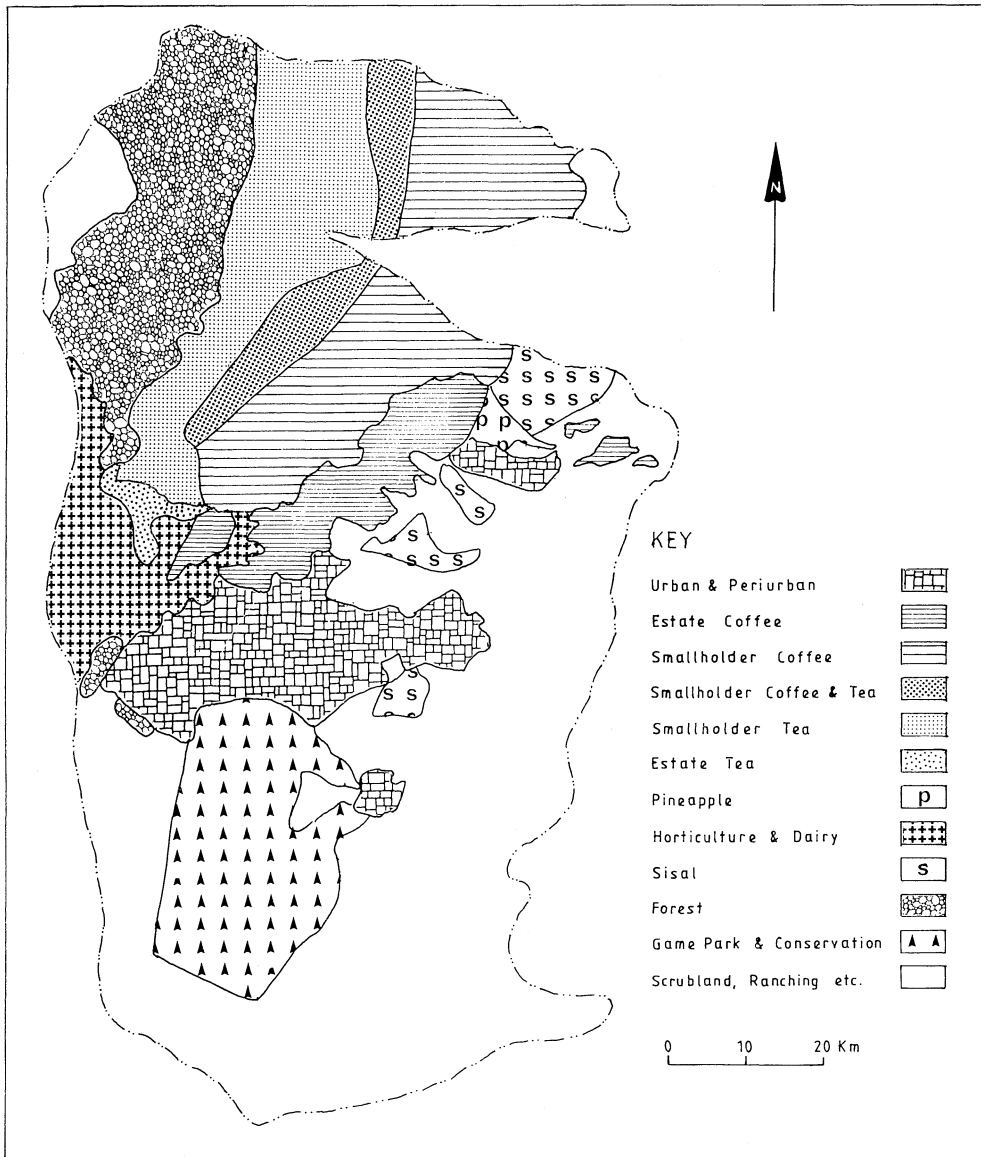 N
S
S S S S S
S S S S
P P S S
P
S
S
S
S S S S
S
S S
KEY
Urban & Periurban
Estate Coffee
Smallholder Coffee
Smallholder Coffee & Tea
Smallholder Tea
Estate Tea
Pineapple P
Horticulture & Dairy
Sisal S
Forest
Game Park & Conservation
Scrubland, Ranching etc.
0 10 20 Km